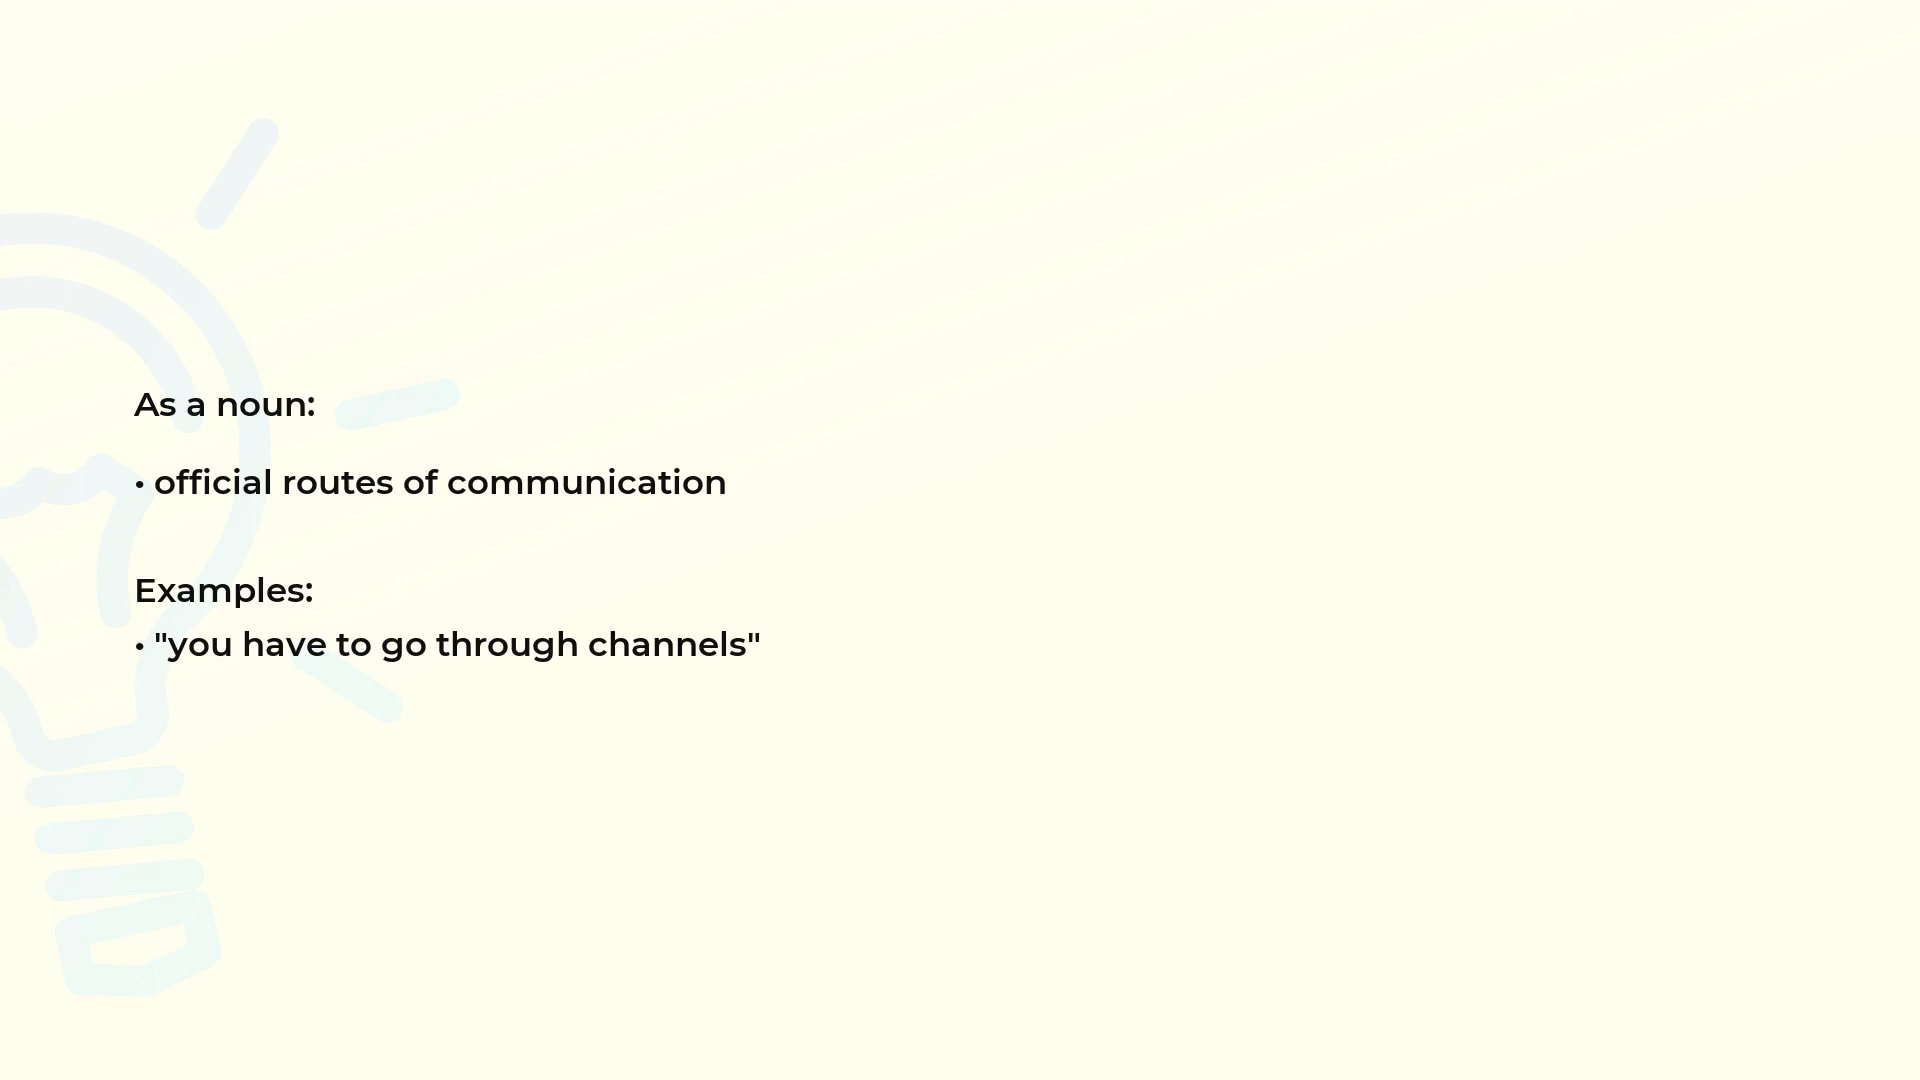 As a noun:
• official routes of communication
Examples:
• "you have to go through channels"